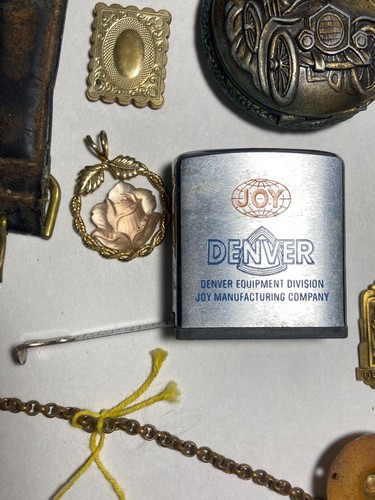 JOY
DENVER
DENVER EQUIPMENT DIVISION
JOY MANUFACTURING COMPANY